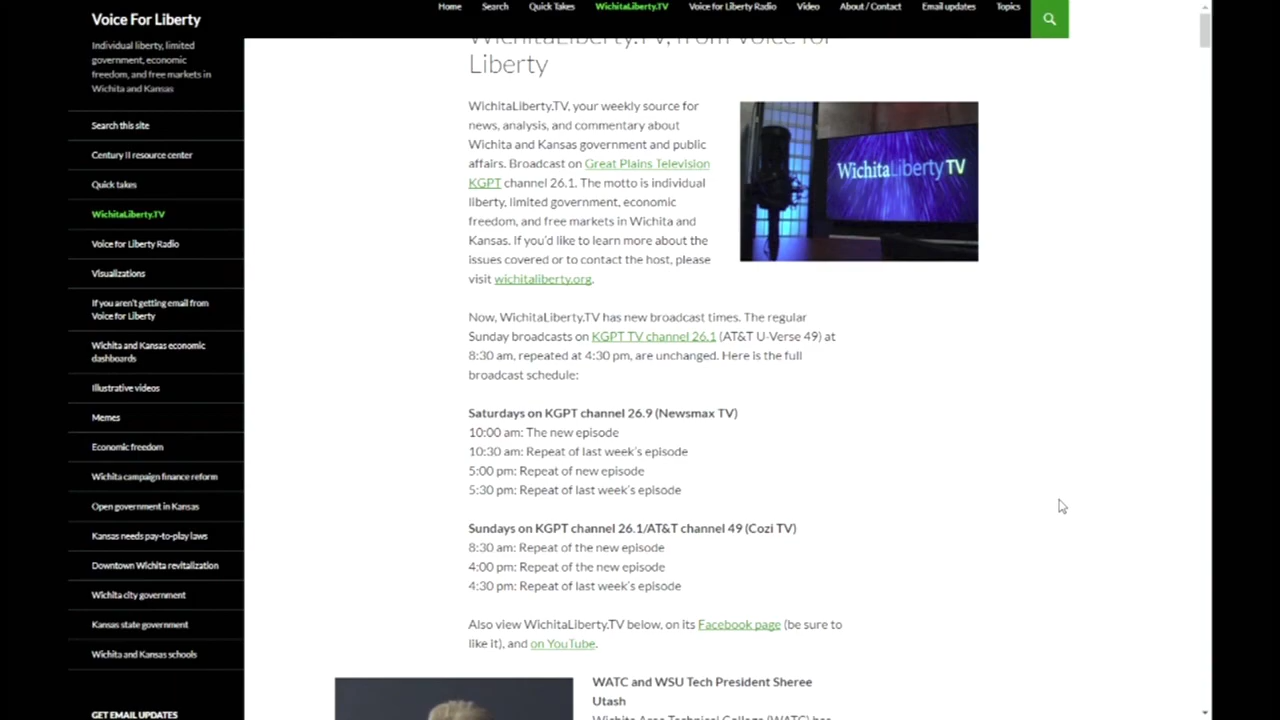 Voice For Liberty
Individual liberty, limited
government, economic
freedom, and free markets in
Wichita and Kansas
Search this site
Century II resource center
Quick takes
WichitaLiberty.TV
Voice for Liberty Radio
Visualizations
If you aren't getting email from
Voice for Liberty
Wichita and Kansas economic
dashboards
Illustrative videos
Memes
Economic freedom
Wichita campaign finance reform
Open government in Kansas
Kansas needs pay-to-play laws
Downtown Wichita revitalization
Wichita city government
Kansas state government
Wichita and Kansas schools
GET EMAIL UPDATES
Home Search Quick Takes WichitaLiberty.TV Voice for Liberty Radio Video About / Contact Email updates Topics
WichitaLiberty.TV, from Voice for
Liberty
WichitaLiberty.TV, your weekly source for
news, analysis, and commentary about
Wichita and Kansas government and public
affairs. Broadcast on Great Plains Television
KGPT channel 26.1. The motto is individual
liberty, limited government, economic
freedom, and free markets in Wichita and
Kansas. If you'd like to learn more about the
issues covered or to contact the host, please
visit wichitaliberty.org.
WichitaLibertyTV
Now, WichitaLiberty.TV has new broadcast times. The regular
Sunday broadcasts on KGPT TV channel 26.1 (AT&T U-Verse 49) at
8:30 am, repeated at 4:30 pm, are unchanged. Here is the full
broadcast schedule:
Saturdays on KGPT channel 26.9 (Newsmax TV)
10:00 am: The new episode
10:30 am: Repeat of last week's episode
5:00 pm: Repeat of new episode
5:30 pm: Repeat of last week's episode
Sundays on KGPT channel 26.1/AT&T channel 49 (Cozi TV)
8:30 am: Repeat of the new episode
4:00 pm: Repeat of the new episode
4:30 pm: Repeat of last week's episode
Also view WichitaLiberty.TV below, on its Facebook page (be sure to
like it), and on YouTube.
WATC and WSU Tech President Sheree
Utash
Wichita Area Technical College (WATC) has